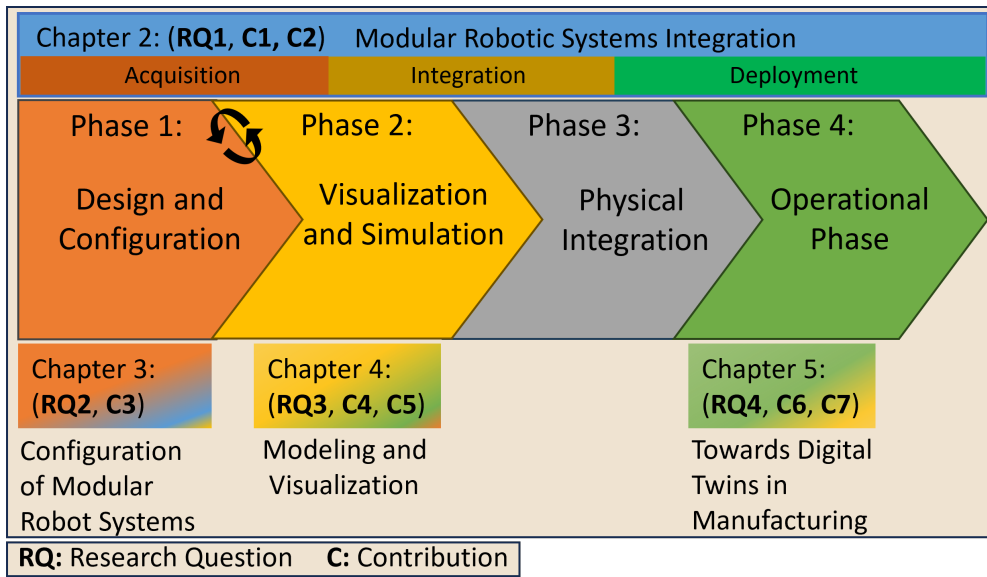 Chapter 2: (RQ1, C1, C2) Modular Robotic Systems Integration
Acquisition Integration Deployment
Phase 1:
Design and
Configuration
Phase 2:
Visualization
and Simulation
Phase 3:
Physical
Integration
Phase 4:
Operational
Phase
Chapter 3:
(RQ2, C3)
Configuration
of Modular
Robot Systems
Chapter 4:
(RQ3, C4, C5)
Modeling and
Visualization
Chapter 5:
(RQ4, C6, C7)
Towards Digital
Twins in
Manufacturing
RQ: Research Question C: Contribution